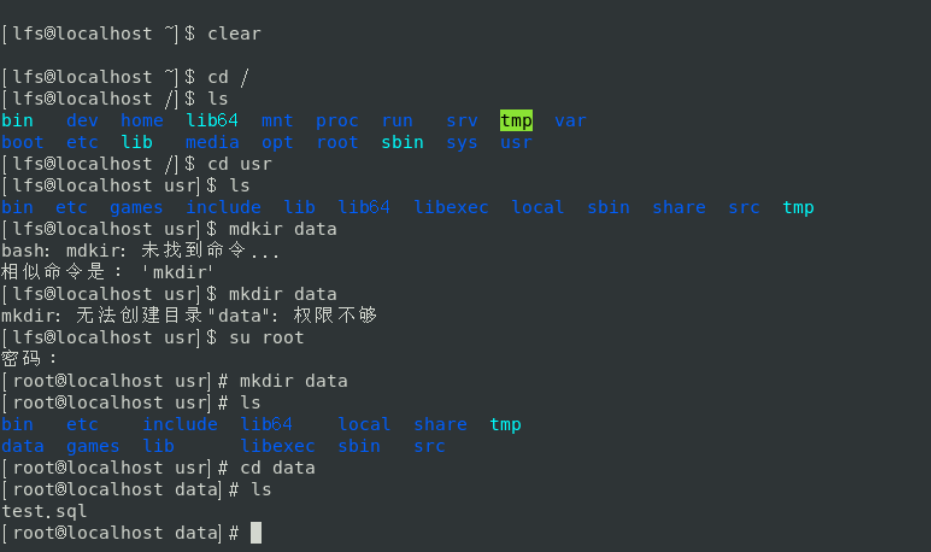 [lfs@localhost ~]$ clear
[lfs@localhost ~]$ cd /
[lfs@localhost /]$ ls
bin dev home lib64 mnt proc run srv tmp var
boot etc lib media opt root sbin sys usr
[lfs@localhost /]$ cd usr
[lfs@localhost usr]$ ls
bin etc games include lib lib64 libexec local sbin share src tmp
[lfs@localhost usr]$ mdkir data
bash: mdkir: 未找到命令...
相似命令是： 'mkdir'
[lfs@localhost usr]$ mkdir data
mkdir: 无法创建目录"data": 权限不够
[lfs@localhost usr]$ su root
密码：
[root@localhost usr]# mkdir data
[root@localhost usr]# ls
bin etc include lib64 local share tmp
data games lib libexec sbin src
[root@localhost usr]# cd data
[root@localhost data]# ls
test.sql
[root@localhost data]#